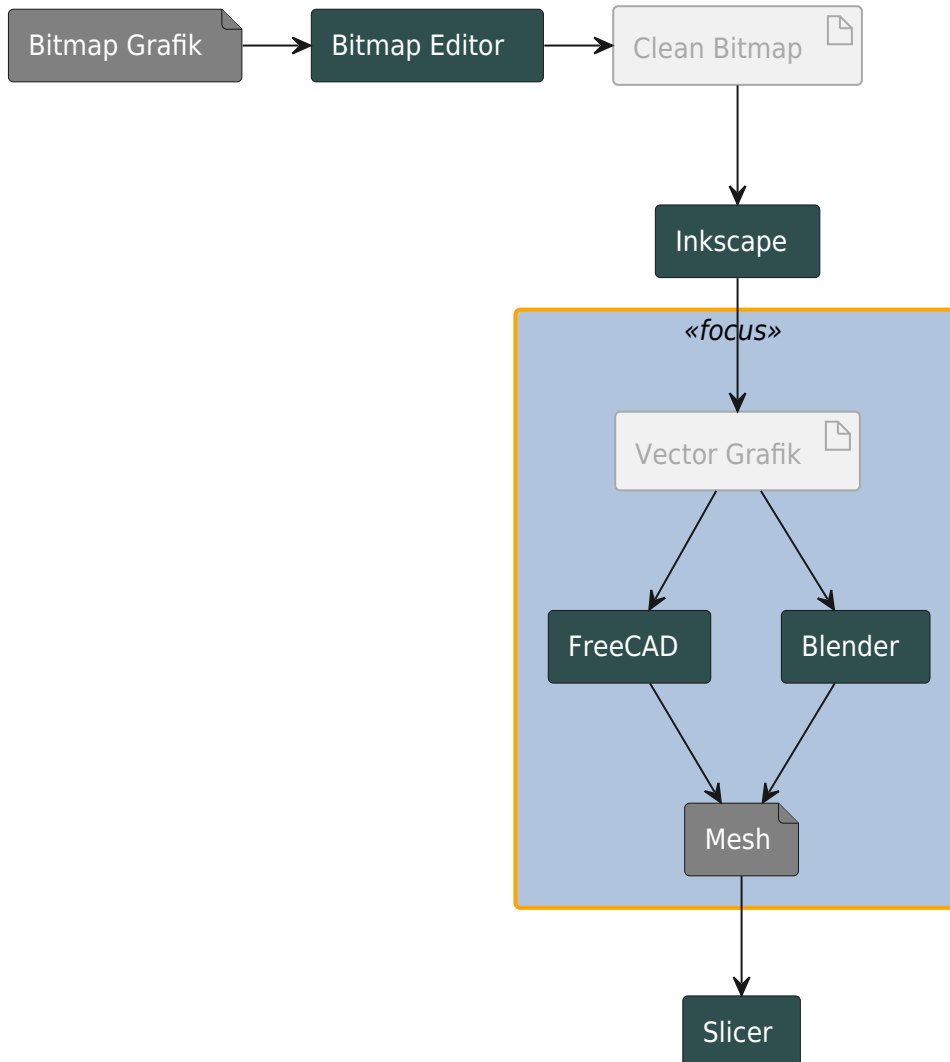 Bitmap Grafik
Bitmap Editor
Clean Bitmap
Inkscape
«focus»
Vector Grafik
FreeCAD
Blender
Mesh
Slicer